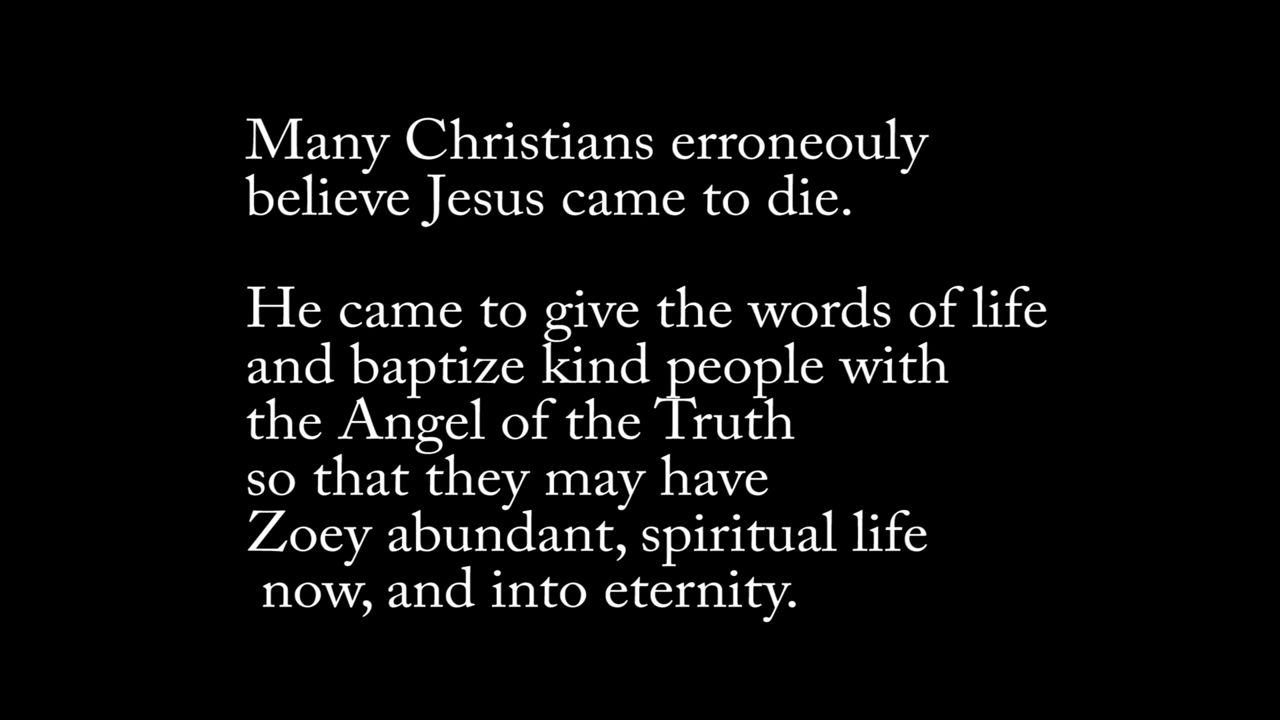 Many Christians erroneouly
believe Jesus came to die.
He came to give the words of life
and baptize kind people with
the Angel of the Truth
so that they may have
Zoey abundant, spiritual life
now, and into eternity.